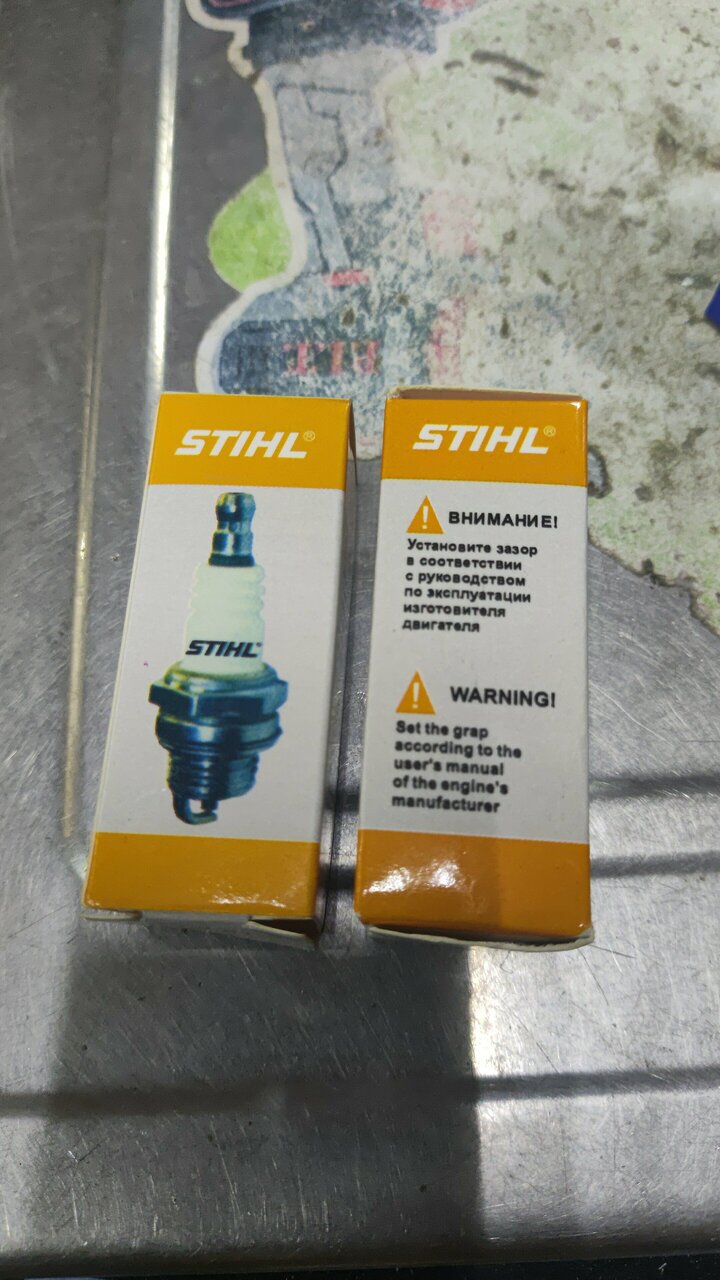 STIHL®
STIHL®
STIHL®
ВНИМАНИЕ!
Установите зазор
в соответствии
с руководством
по эксплуатации
изготовителя
двигателя
WARNING!
Set the grap
according to the
user's manual
of the engine's
manufacturer